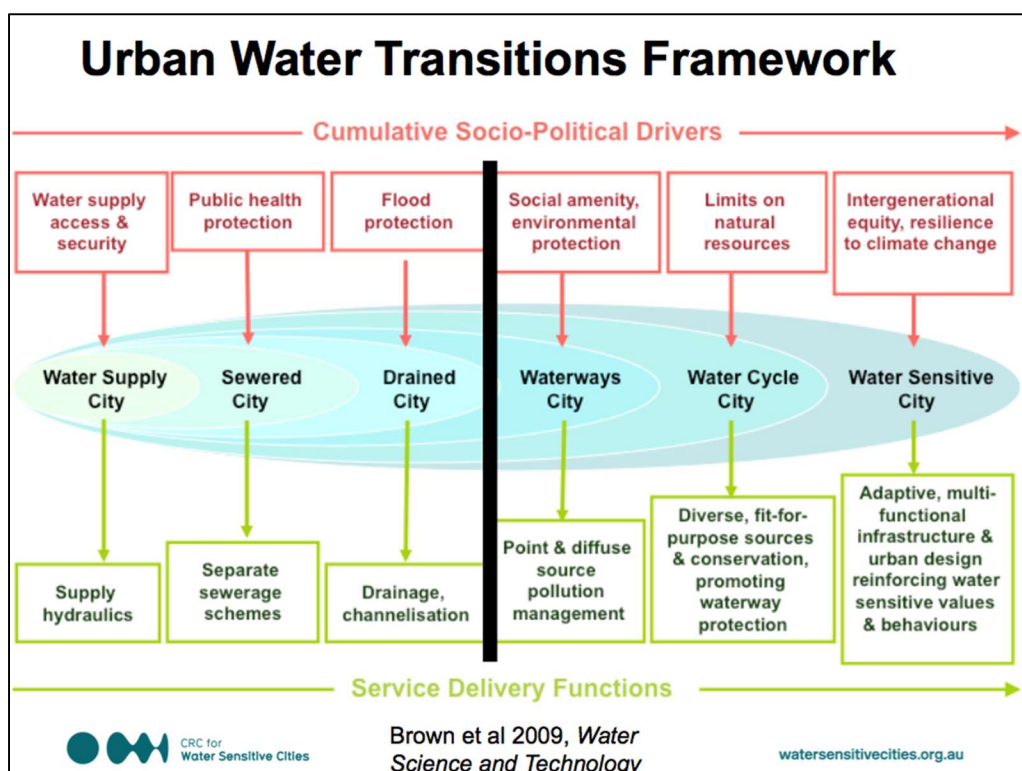 Urban Water Transitions Framework
Cumulative Socio-Political Drivers
Water supply
access &
security
Public health
protection
Flood
protection
Social amenity,
environmental
protection
Limits on
natural
resources
Intergenerational
equity, resilience
to climate change
Water Supply
City
Sewered
City
Drained
City
Waterways
City
Water Cycle
City
Water Sensitive
City
Supply
hydraulics
Separate
sewerage
schemes
Drainage,
channelisation
Point & diffuse
source
pollution
management
Diverse, fit-for-
purpose sources
& conservation,
promoting
waterway
protection
Adaptive, multi-
functional
infrastructure &
urban design
reinforcing water
sensitive values
& behaviours
Service Delivery Functions
CRC for
Water Sensitive Cities
Brown et al 2009, Water
Science and Technology
watersensitivecities.org.au